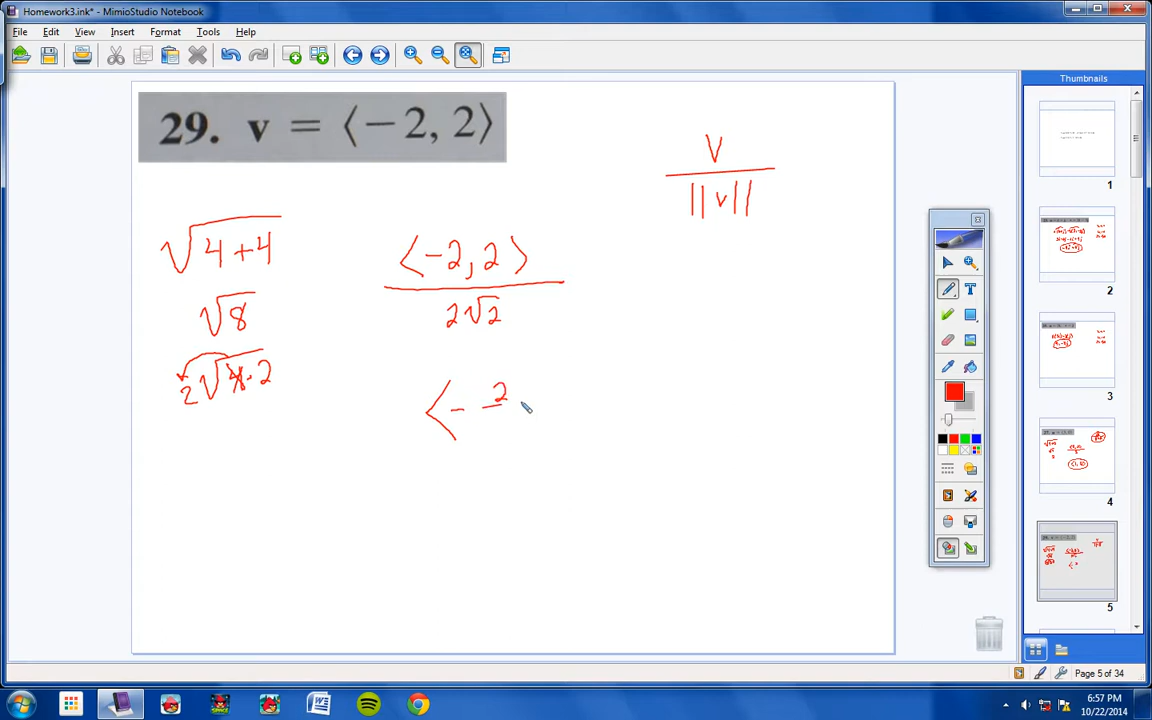 Homework3.ink* - MimioStudio Notebook
File Edit View Insert Format Tools Help
Thumbnails
29. v = ⟨−2, 2⟩
v
||v||
√4+4
⟨-2, 2⟩
2√2
√8
2√4·2
⟨- 2
1
2
3
4
5
Page 5 of 34
6:57 PM
10/22/2014